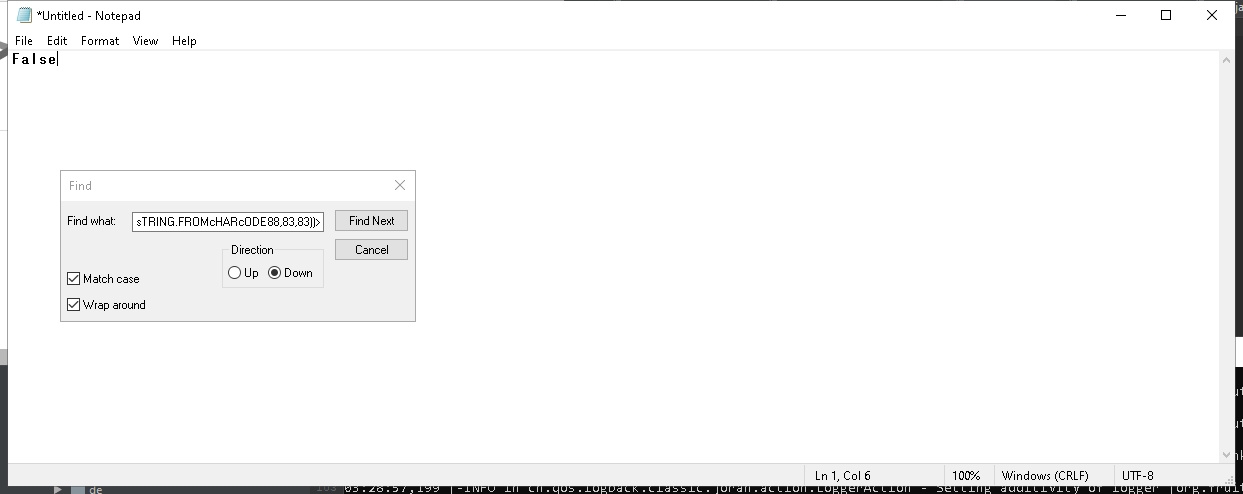 *Untitled - Notepad
File Edit Format View Help
False
Find
Find what: sTRING.FROMcHARcODE88,83,83))> Find Next
Direction Cancel
Up Down
Match case
Wrap around
Ln 1, Col 6 100% Windows (CRLF) UTF-8
de 03:28:57,199 |-INFO in ch.qos.logback.classic.joran.action.LoggerAction - Setting additivity of logger